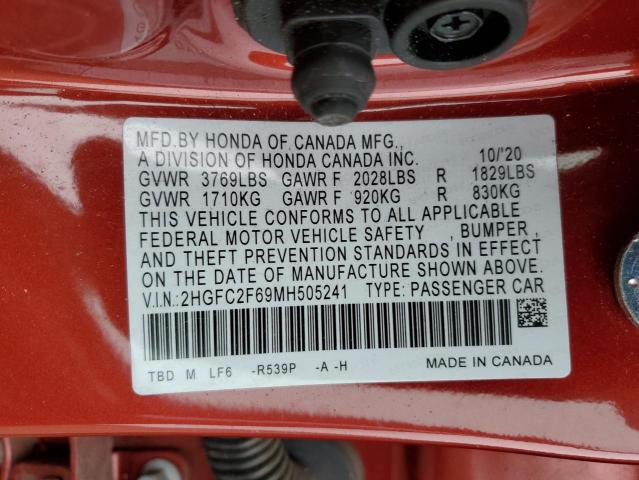 MFD.BY HONDA OF CANADA MFG.,
A DIVISION OF HONDA CANADA INC. 10/'20
GVWR 3769LBS GAWR F 2028LBS R 1829LBS
GVWR 1710KG GAWR F 920KG R 830KG
THIS VEHICLE CONFORMS TO ALL APPLICABLE
FEDERAL MOTOR VEHICLE SAFETY , BUMPER ,
AND THEFT PREVENTION STANDARDS IN EFFECT
ON THE DATE OF MANUFACTURE SHOWN ABOVE.
V.I.N:2HGFC2F69MH505241 TYPE: PASSENGER CAR
TBD M LF6 -R539P -A -H MADE IN CANADA